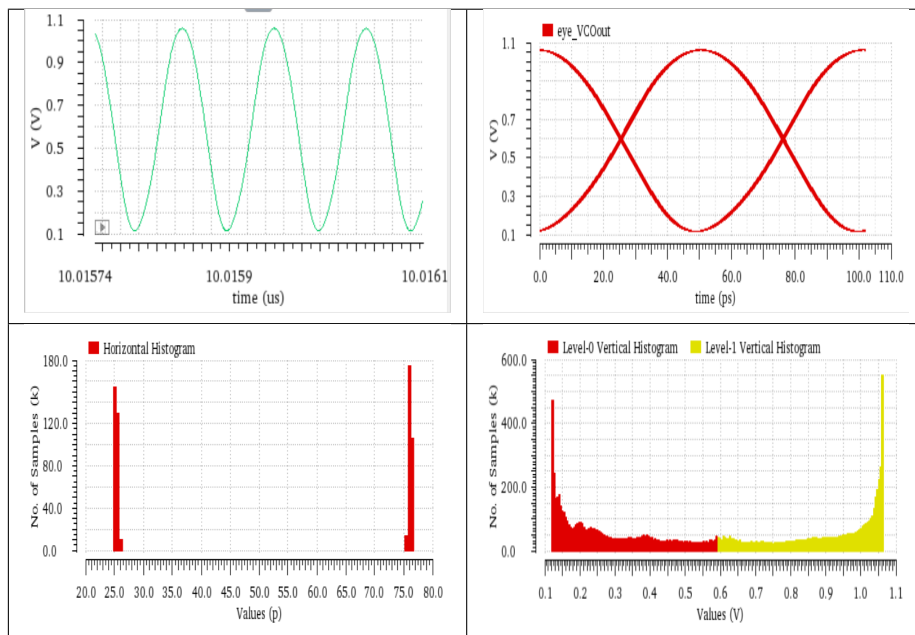 1.1
0.9
0.7
0.5
0.3
0.1
V (V)
10.01574 10.0159 10.0161
time (us)
eye_VCOout
1.1
0.7
0.5
0.3
0.1
V (V)
0.0 20.0 40.0 60.0 80.0 100.0 110.0
time (ps)
Horizontal Histogram
180.0
120.0
80.0
40.0
0.0
No. of Samples (k)
20.0 25.0 30.0 35.0 40.0 45.0 50.0 55.0 60.0 65.0 70.0 75.0 80.0
Values (p)
Level-0 Vertical Histogram Level-1 Vertical Histogram
600.0
400.0
200.0
0.0
No. of Samples (k)
0.1 0.2 0.3 0.4 0.5 0.6 0.7 0.8 0.9 1.0 1.1
Values (V)